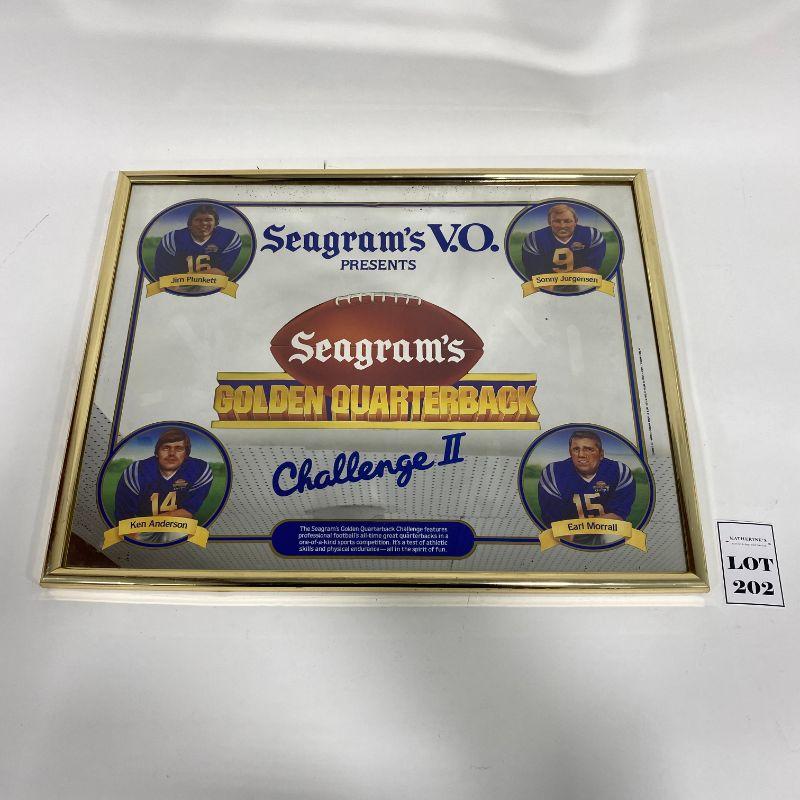 Seagram's V.O.
PRESENTS
16
Jim Plunkett
9
Sonny Jurgensen
Seagram's
GOLDEN QUARTERBACK
Challenge II
14
Ken Anderson
15
Earl Morrall
The Seagram's Golden Quarterback Challenge features
professional football's all-time great quarterbacks in a
one-of-a-kind sports competition. It's a test of athletic
skills and physical endurance—all in the spirit of fun.
KATHERINE'S
LOT
202